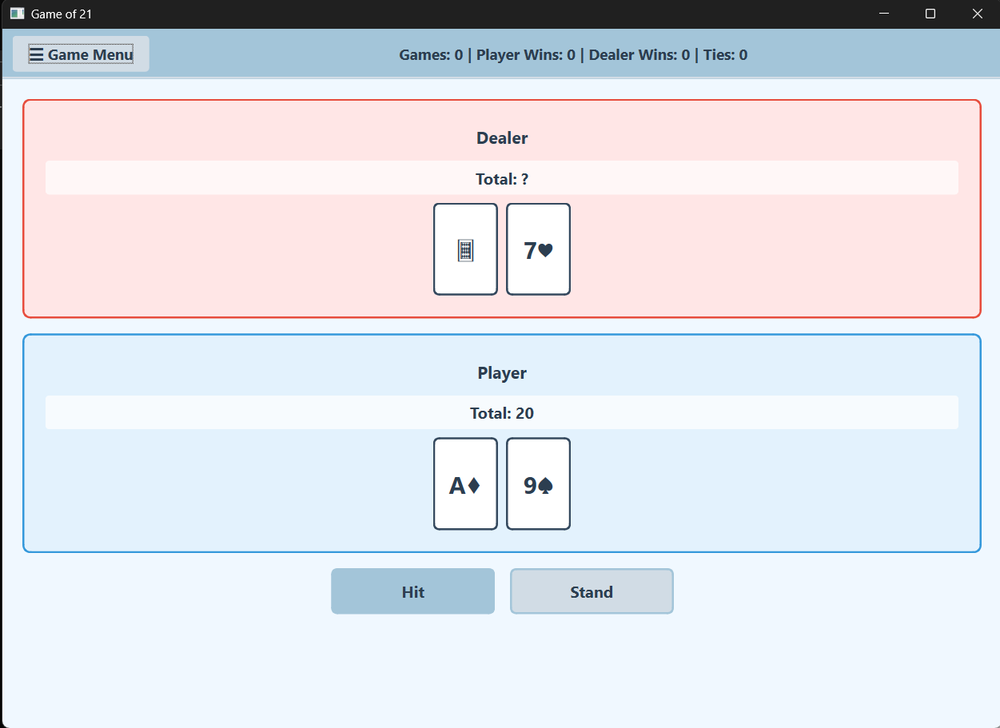 Game of 21
☰ Game Menu
Games: 0 | Player Wins: 0 | Dealer Wins: 0 | Ties: 0
Dealer
Total: ?
7♥
Player
Total: 20
A♦ 9♠
Hit Stand